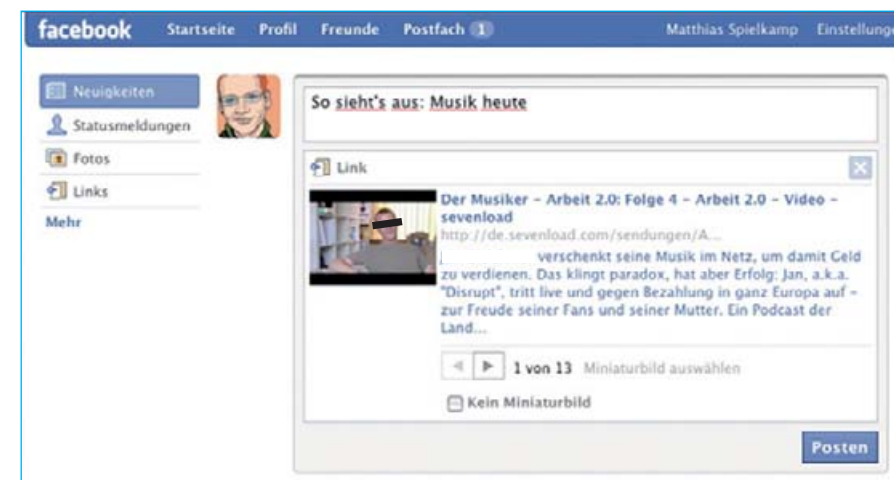 facebook Startseite Profil Freunde Postfach 1 Matthias Spielkamp Einstellunge
Neuigkeiten
Statusmeldungen
Fotos
Links
Mehr
So sieht's aus: Musik heute
Link
Der Musiker – Arbeit 2.0: Folge 4 – Arbeit 2.0 – Video –
sevenload
http://de.sevenload.com/sendungen/A...
verschenkt seine Musik im Netz, um damit Geld
zu verdienen. Das klingt paradox, hat aber Erfolg: Jan, a.k.a.
"Disrupt", tritt live und gegen Bezahlung in ganz Europa auf –
zur Freude seiner Fans und seiner Mutter. Ein Podcast der
Land...
1 von 13 Miniaturbild auswählen
Kein Miniaturbild
Posten